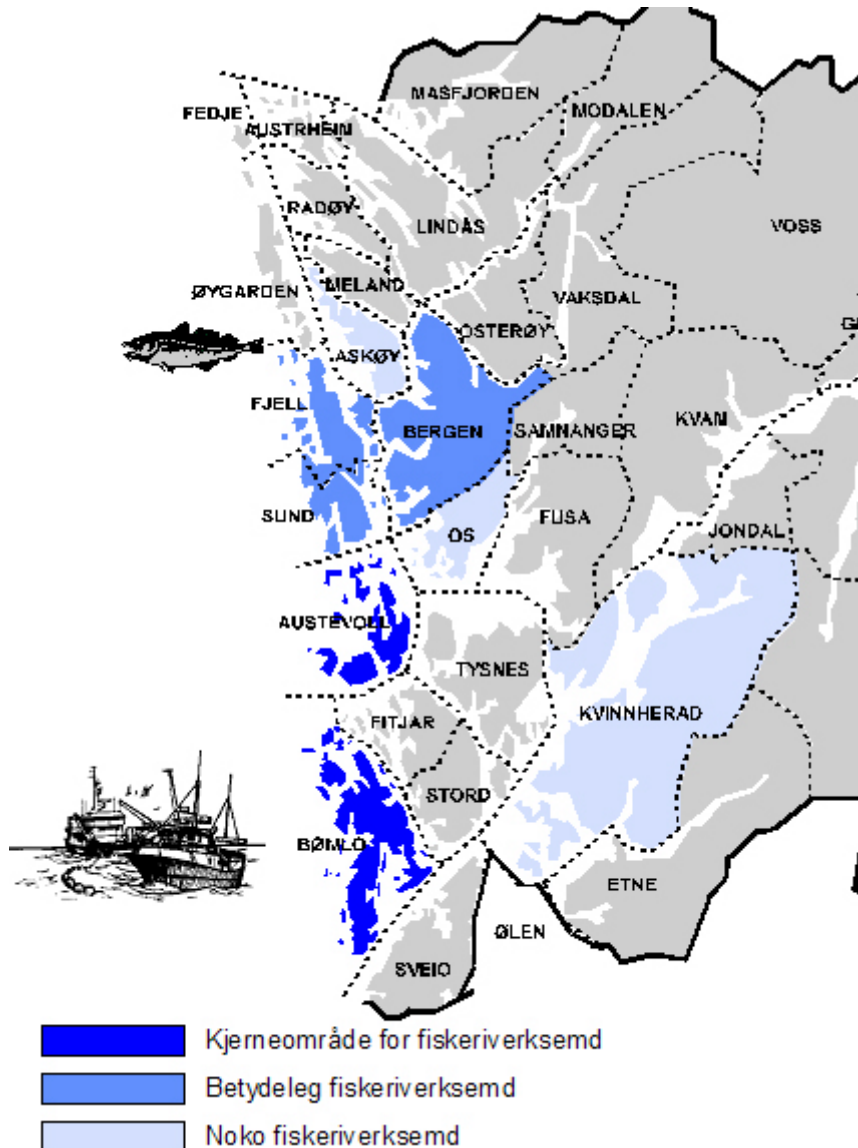 MASFJORDEN
MODALEN
FEDJE
AUSTRHEIM
RADØY
LINDÅS
VOSS
MELAND
ØYGARDEN
VAKSDAL
OSTERØY
ASKØY
FJELL
BERGEN
SAMNANGER
KVAM
SUND
OS
FUSA
JONDAL
AUSTEVOLL
TYSNES
FITJAR
KVINNHERAD
STORD
BØMLO
ETNE
ØLEN
SVEIO
Kjerneområde for fiskeriverksemd
Betydeleg fiskeriverksemd
Noko fiskeriverksemd